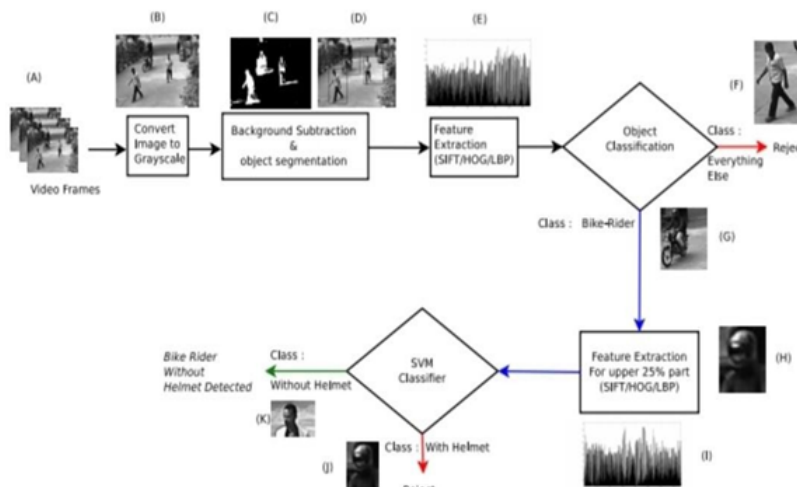 (A)
(B)
(C)
(D)
(E)
(F)
Video Frames
Convert
Image to
Grayscale
Background Subtraction
&
object segmentation
Feature
Extraction
(SIFT/HOG/LBP)
Object
Classification
Class :
Everything
Else
Class : Bike-Rider
(G)
Feature Extraction
For upper 25% part
(SIFT/HOG/LBP)
(H)
(I)
SVM
Classifier
Class :
Without Helmet
Bike Rider
Without
Helmet Detected
(K)
Class : With Helmet
(J)